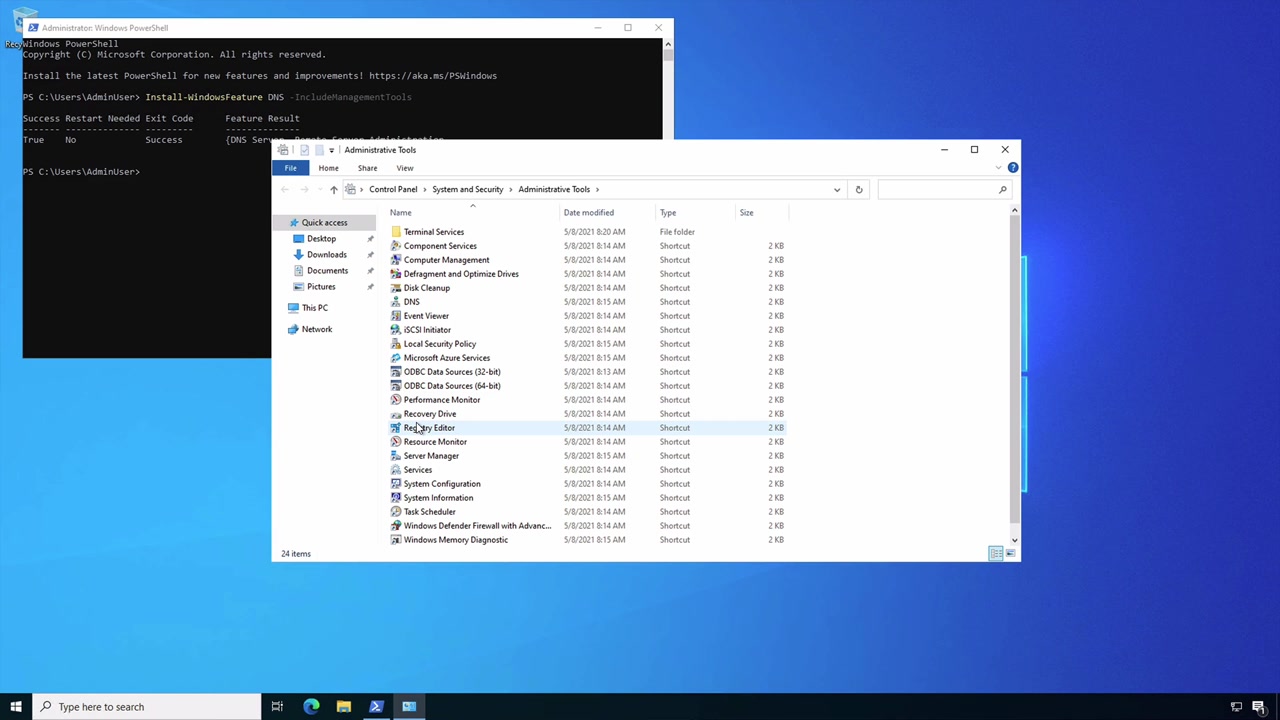 Recy
Administrator: Windows PowerShell
Windows PowerShell
Copyright (C) Microsoft Corporation. All rights reserved.
Install the latest PowerShell for new features and improvements! https://aka.ms/PSWindows
PS C:\Users\AdminUser> Install-WindowsFeature DNS -IncludeManagementTools
Success Restart Needed Exit Code Feature Result
------- -------------- --------- --------------
True No Success {DNS Server, Remote Server Administration
PS C:\Users\AdminUser>
Administrative Tools
File Home Share View
Control Panel > System and Security > Administrative Tools >
Name Date modified Type Size
Quick access
Desktop
Downloads
Documents
Pictures
This PC
Network
Terminal Services 5/8/2021 8:20 AM File folder
Component Services 5/8/2021 8:14 AM Shortcut 2 KB
Computer Management 5/8/2021 8:14 AM Shortcut 2 KB
Defragment and Optimize Drives 5/8/2021 8:14 AM Shortcut 2 KB
Disk Cleanup 5/8/2021 8:14 AM Shortcut 2 KB
DNS 5/8/2021 8:15 AM Shortcut 2 KB
Event Viewer 5/8/2021 8:14 AM Shortcut 2 KB
iSCSI Initiator 5/8/2021 8:14 AM Shortcut 2 KB
Local Security Policy 5/8/2021 8:15 AM Shortcut 2 KB
Microsoft Azure Services 5/8/2021 8:15 AM Shortcut 2 KB
ODBC Data Sources (32-bit) 5/8/2021 8:13 AM Shortcut 2 KB
ODBC Data Sources (64-bit) 5/8/2021 8:14 AM Shortcut 2 KB
Performance Monitor 5/8/2021 8:14 AM Shortcut 2 KB
Recovery Drive 5/8/2021 8:14 AM Shortcut 2 KB
Registry Editor 5/8/2021 8:14 AM Shortcut 2 KB
Resource Monitor 5/8/2021 8:14 AM Shortcut 2 KB
Server Manager 5/8/2021 8:15 AM Shortcut 2 KB
Services 5/8/2021 8:14 AM Shortcut 2 KB
System Configuration 5/8/2021 8:14 AM Shortcut 2 KB
System Information 5/8/2021 8:15 AM Shortcut 2 KB
Task Scheduler 5/8/2021 8:14 AM Shortcut 2 KB
Windows Defender Firewall with Advanc... 5/8/2021 8:14 AM Shortcut 2 KB
Windows Memory Diagnostic 5/8/2021 8:14 AM Shortcut 2 KB
24 items
Type here to search